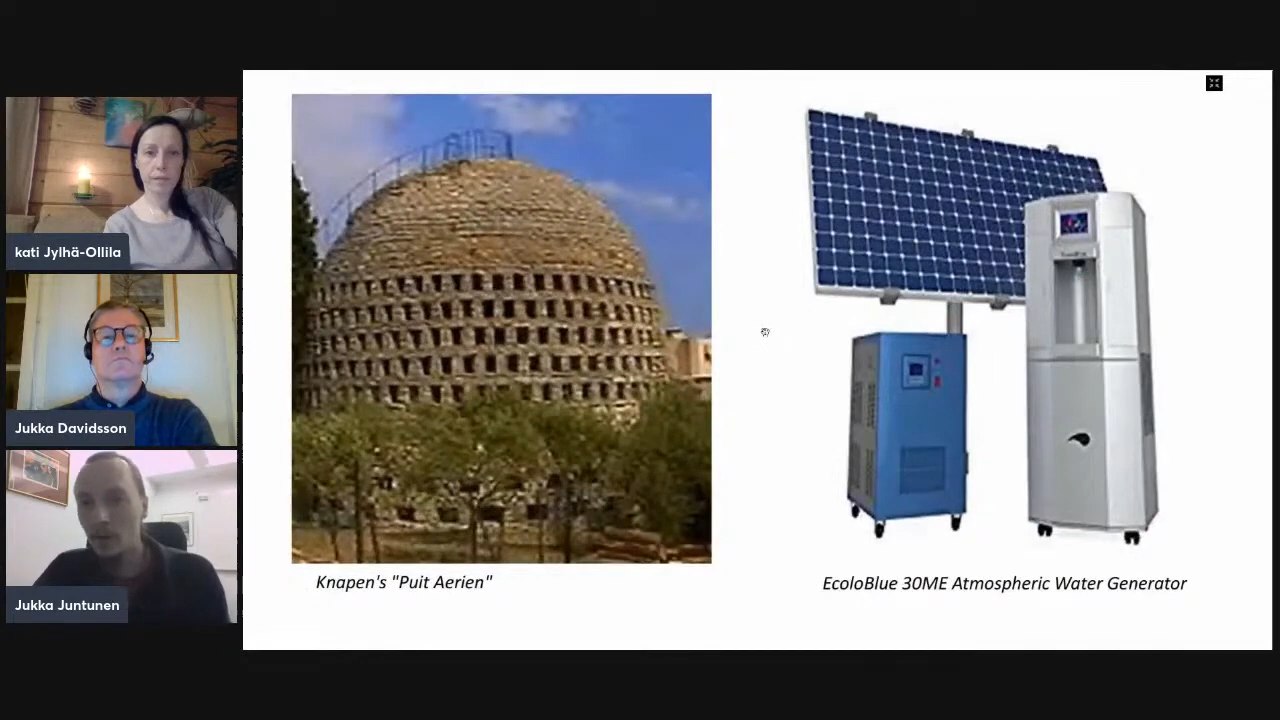 kati Jylhä-Ollila
Jukka Davidsson
Jukka Juntunen
Knapen's "Puit Aerien"
EcoloBlue 30ME Atmospheric Water Generator